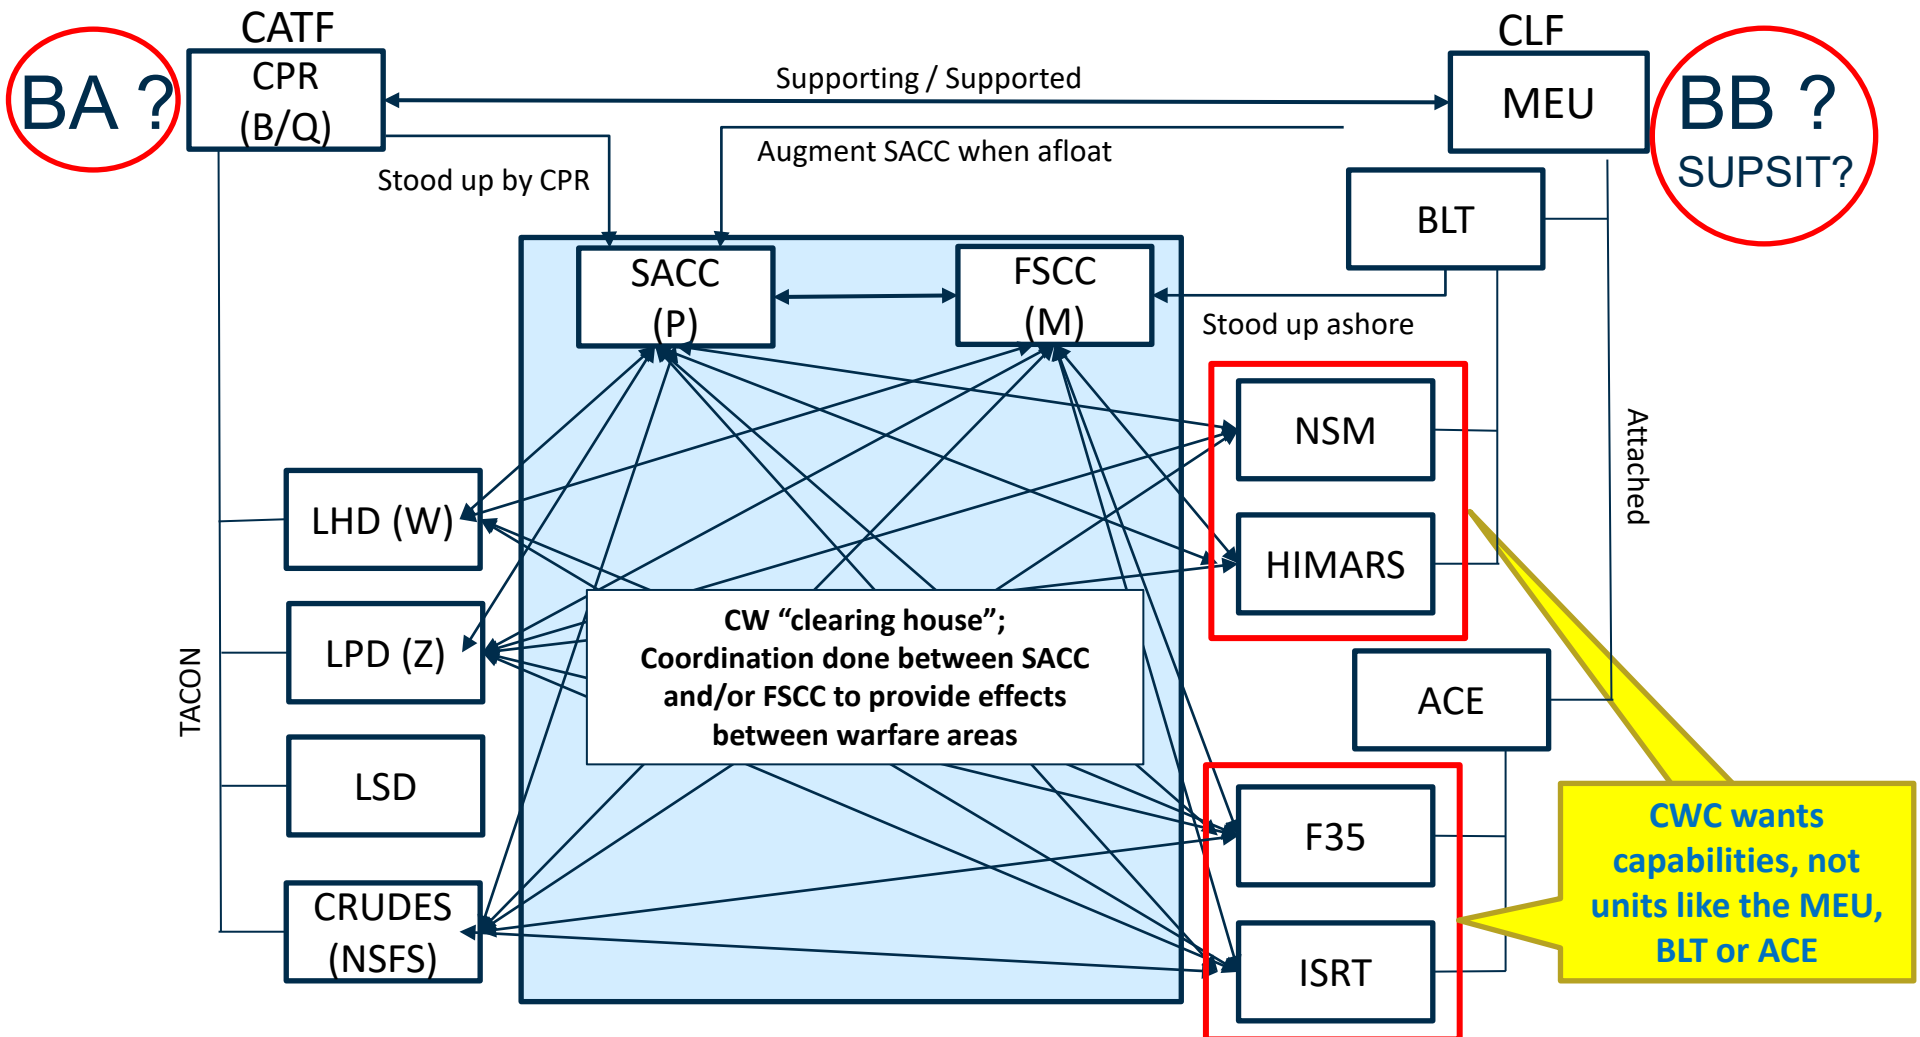 CATF
CLF
BA ?
CPR
(B/Q)
Supporting / Supported
MEU
BB ?
SUPSIT?
Augment SACC when afloat
Stood up by CPR
BLT
SACC
(P)
FSCC
(M)
Stood up ashore
NSM
Attached
LHD (W)
HIMARS
CW “clearing house”;
Coordination done between SACC
and/or FSCC to provide effects
between warfare areas
LPD (Z)
TACON
ACE
LSD
F35
CWC wants
capabilities, not
units like the MEU,
BLT or ACE
CRUDES
(NSFS)
ISRT